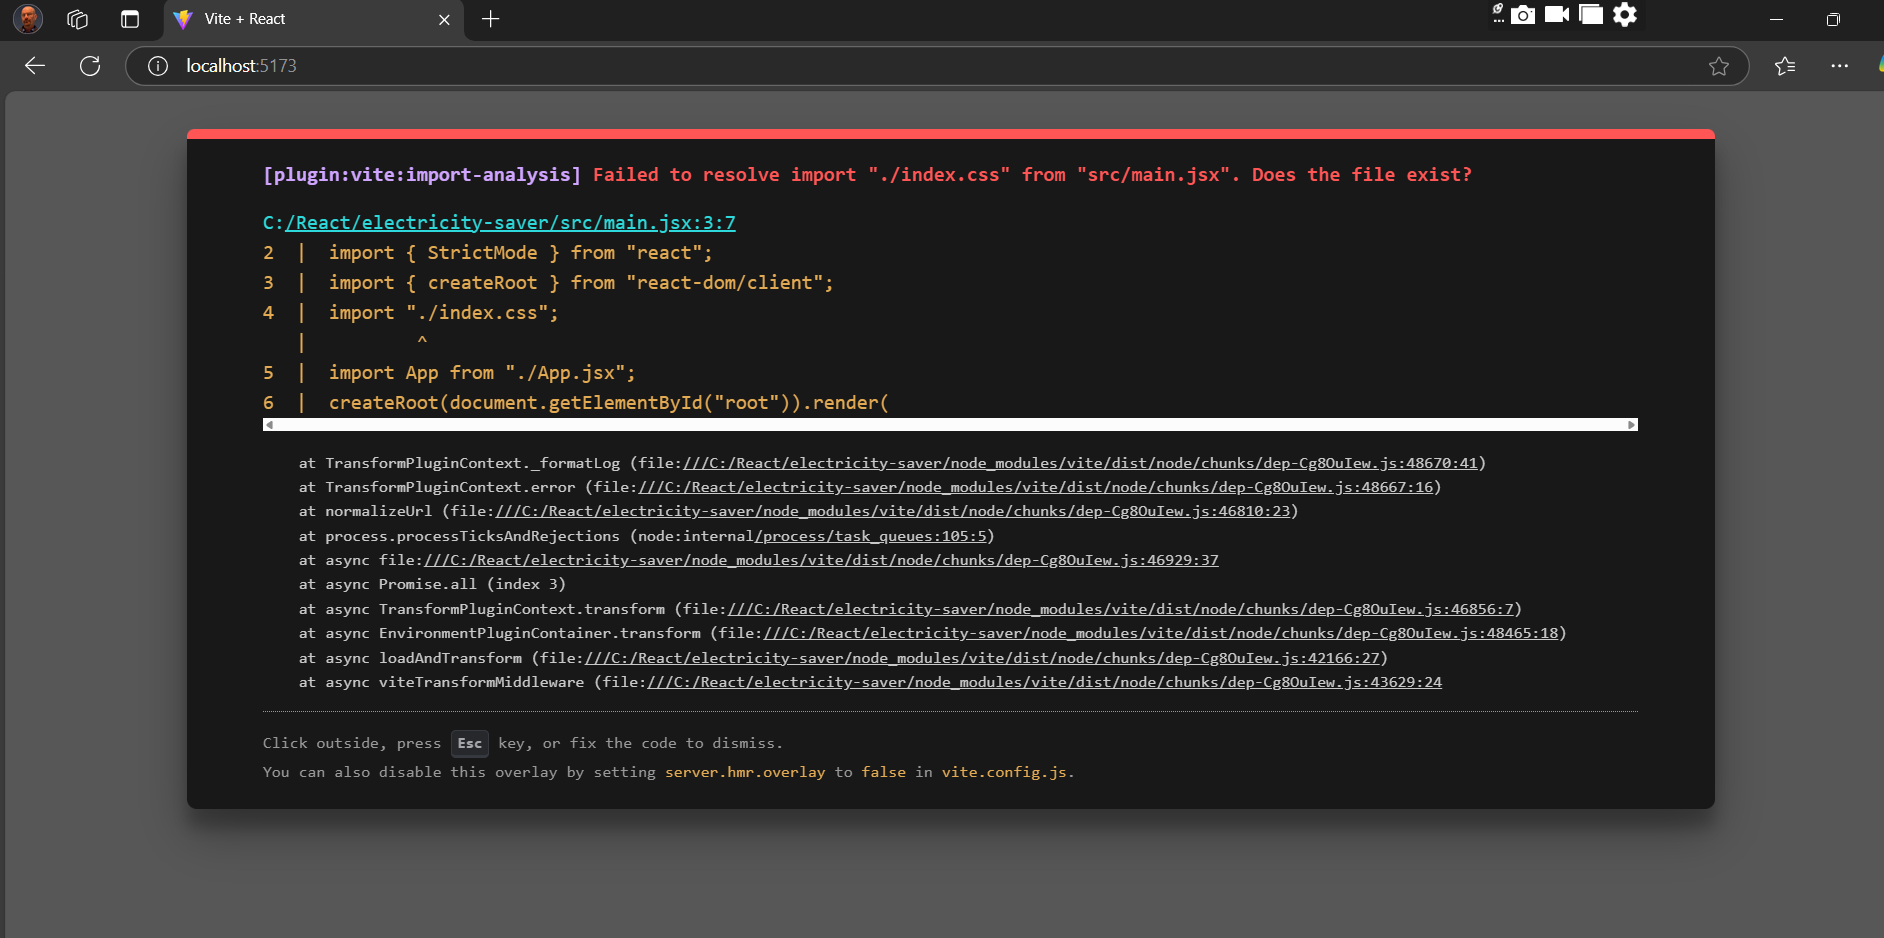 Vite + React
localhost:5173
[plugin:vite:import-analysis] Failed to resolve import "./index.css" from "src/main.jsx". Does the file exist?
C:/React/electricity-saver/src/main.jsx:3:7
2  |  import { StrictMode } from "react";
3  |  import { createRoot } from "react-dom/client";
4  |  import "./index.css";
   |          ^
5  |  import App from "./App.jsx";
6  |  createRoot(document.getElementById("root")).render(
at TransformPluginContext._formatLog (file:///C:/React/electricity-saver/node_modules/vite/dist/node/chunks/dep-Cg8OuIew.js:48670:41)
at TransformPluginContext.error (file:///C:/React/electricity-saver/node_modules/vite/dist/node/chunks/dep-Cg8OuIew.js:48667:16)
at normalizeUrl (file:///C:/React/electricity-saver/node_modules/vite/dist/node/chunks/dep-Cg8OuIew.js:46810:23)
at process.processTicksAndRejections (node:internal/process/task_queues:105:5)
at async file:///C:/React/electricity-saver/node_modules/vite/dist/node/chunks/dep-Cg8OuIew.js:46929:37
at async Promise.all (index 3)
at async TransformPluginContext.transform (file:///C:/React/electricity-saver/node_modules/vite/dist/node/chunks/dep-Cg8OuIew.js:46856:7)
at async EnvironmentPluginContainer.transform (file:///C:/React/electricity-saver/node_modules/vite/dist/node/chunks/dep-Cg8OuIew.js:48465:18)
at async loadAndTransform (file:///C:/React/electricity-saver/node_modules/vite/dist/node/chunks/dep-Cg8OuIew.js:42166:27)
at async viteTransformMiddleware (file:///C:/React/electricity-saver/node_modules/vite/dist/node/chunks/dep-Cg8OuIew.js:43629:24
Click outside, press Esc key, or fix the code to dismiss.
You can also disable this overlay by setting server.hmr.overlay to false in vite.config.js.